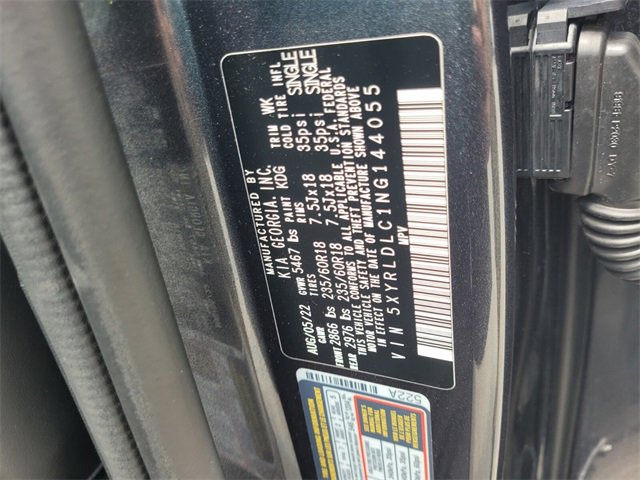 MANUFACTURED BY
KIA GEORGIA, INC.
AUG/05/22 GVWR 5467 lbs PAINT KDG TRIM WK
GAWR TIRES RIMS COLD TIRE INFL
FRONT 2866 lbs 235/60R18 7.5Jx18 35psi SINGLE
REAR 2976 lbs 235/60R18 7.5Jx18 35psi SINGLE
THIS VEHICLE CONFORMS TO ALL APPLICABLE U.S.A. FEDERAL
MOTOR VEHICLE SAFETY AND THEFT PREVENTION STANDARDS
IN EFFECT ON THE DATE OF MANUFACTURE SHOWN ABOVE
VIN 5XYRLDLC1NG144055
MPV
522A